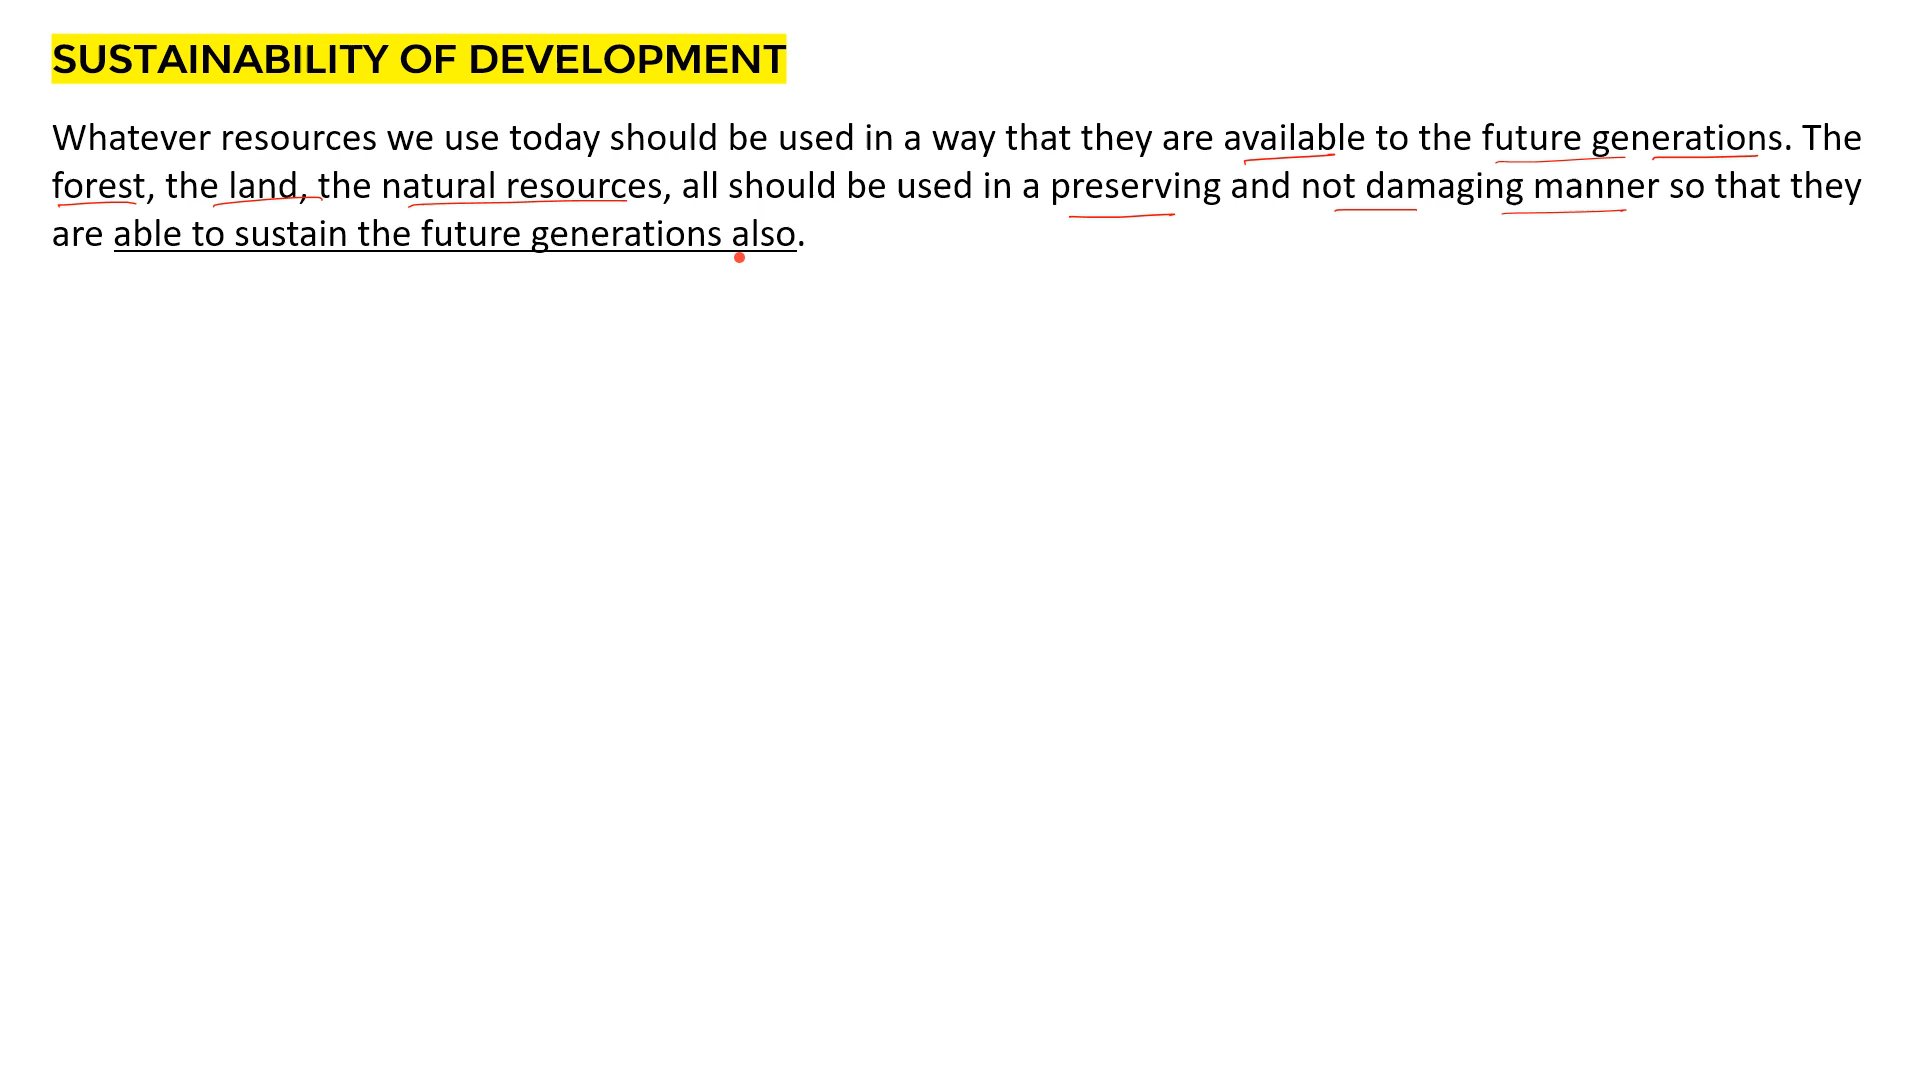 SUSTAINABILITY OF DEVELOPMENT
Whatever resources we use today should be used in a way that they are available to the future generations. The
forest, the land, the natural resources, all should be used in a preserving and not damaging manner so that they
are able to sustain the future generations also.